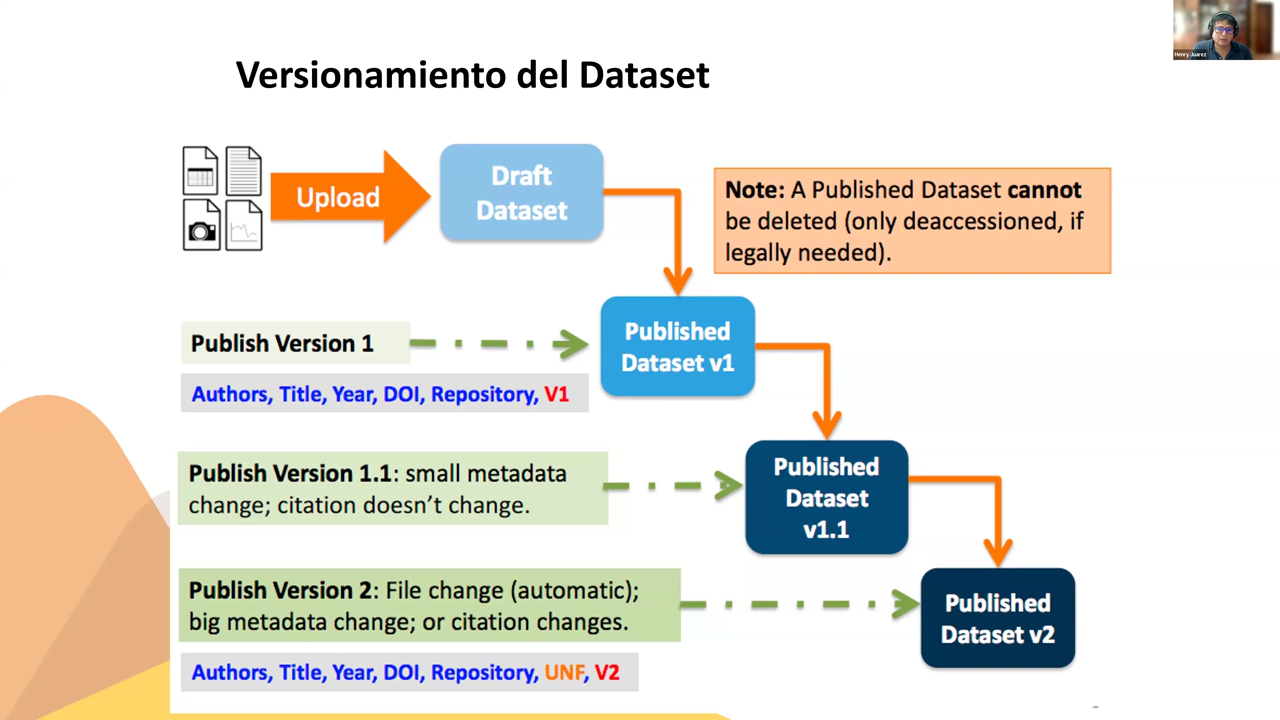 Henry Juarez
Versionamiento del Dataset
Upload
Draft
Dataset
Note: A Published Dataset cannot
be deleted (only deaccessioned, if
legally needed).
Publish Version 1
Published
Dataset v1
Authors, Title, Year, DOI, Repository, V1
Publish Version 1.1: small metadata
change; citation doesn’t change.
Published
Dataset
v1.1
Publish Version 2: File change (automatic);
big metadata change; or citation changes.
Published
Dataset v2
Authors, Title, Year, DOI, Repository, UNF, V2